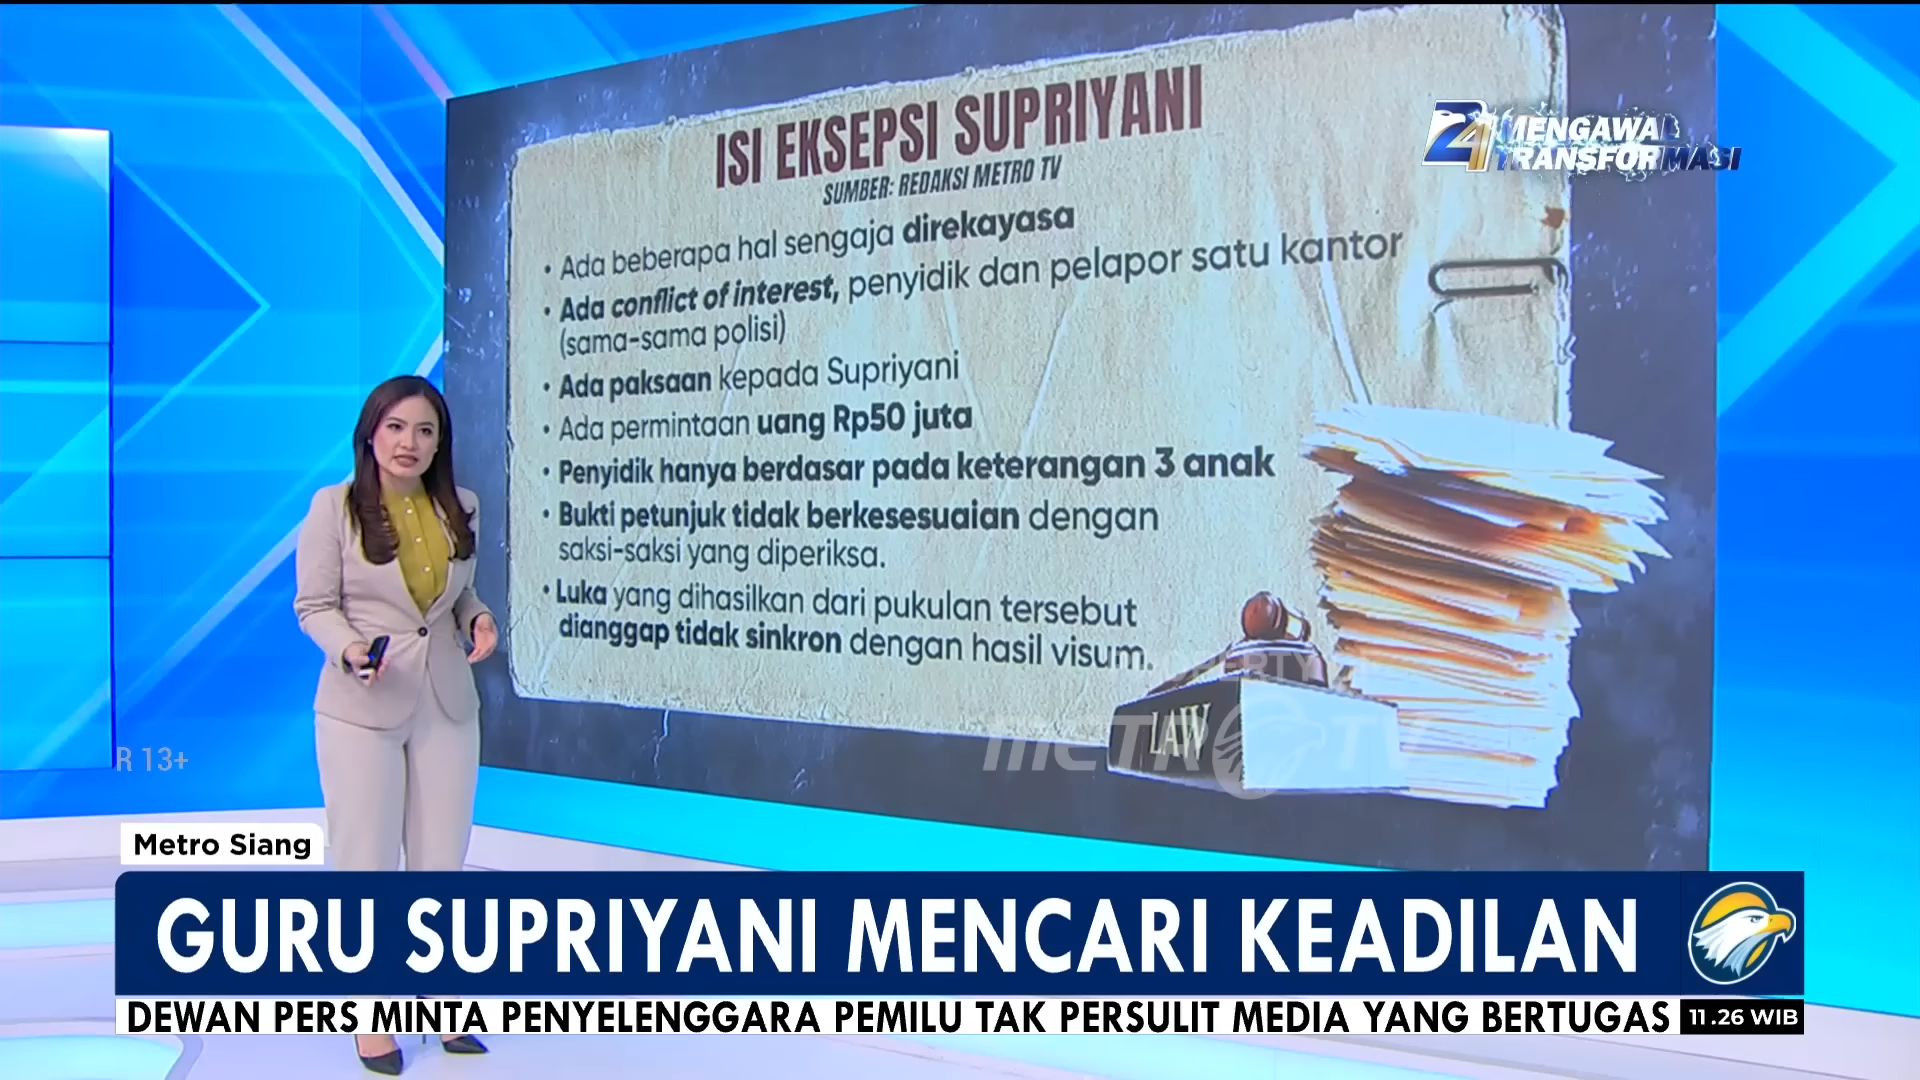 ISI EKSEPSI SUPRIYANI
SUMBER: REDAKSI METRO TV
• Ada beberapa hal sengaja direkayasa
• Ada conflict of interest, penyidik dan pelapor satu kantor
(sama-sama polisi)
• Ada paksaan kepada Supriyani
• Ada permintaan uang Rp50 juta
• Penyidik hanya berdasar pada keterangan 3 anak
• Bukti petunjuk tidak berkesesuaian dengan
saksi-saksi yang diperiksa.
• Luka yang dihasilkan dari pukulan tersebut
dianggap tidak sinkron dengan hasil visum.
24 MENGAWAL
TRANSFORMASI
LAW
METRO TV
R 13+
Metro Siang
GURU SUPRIYANI MENCARI KEADILAN
DEWAN PERS MINTA PENYELENGGARA PEMILU TAK PERSULIT MEDIA YANG BERTUGAS
11.26 WIB